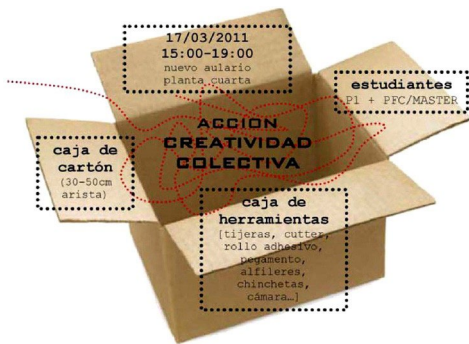 17/03/2011
15:00-19:00
nuevo aulario
planta cuarta
estudiantes
P1 + PFC/MASTER
ACCION
CREATIVIDAD
COLECTIVA
caja de
cartón
(30-50cm
arista)
caja de
herramientas
[tijeras, cutter,
rollo adhesivo,
pegamento,
alfileres,
chinchetas,
cámara…]